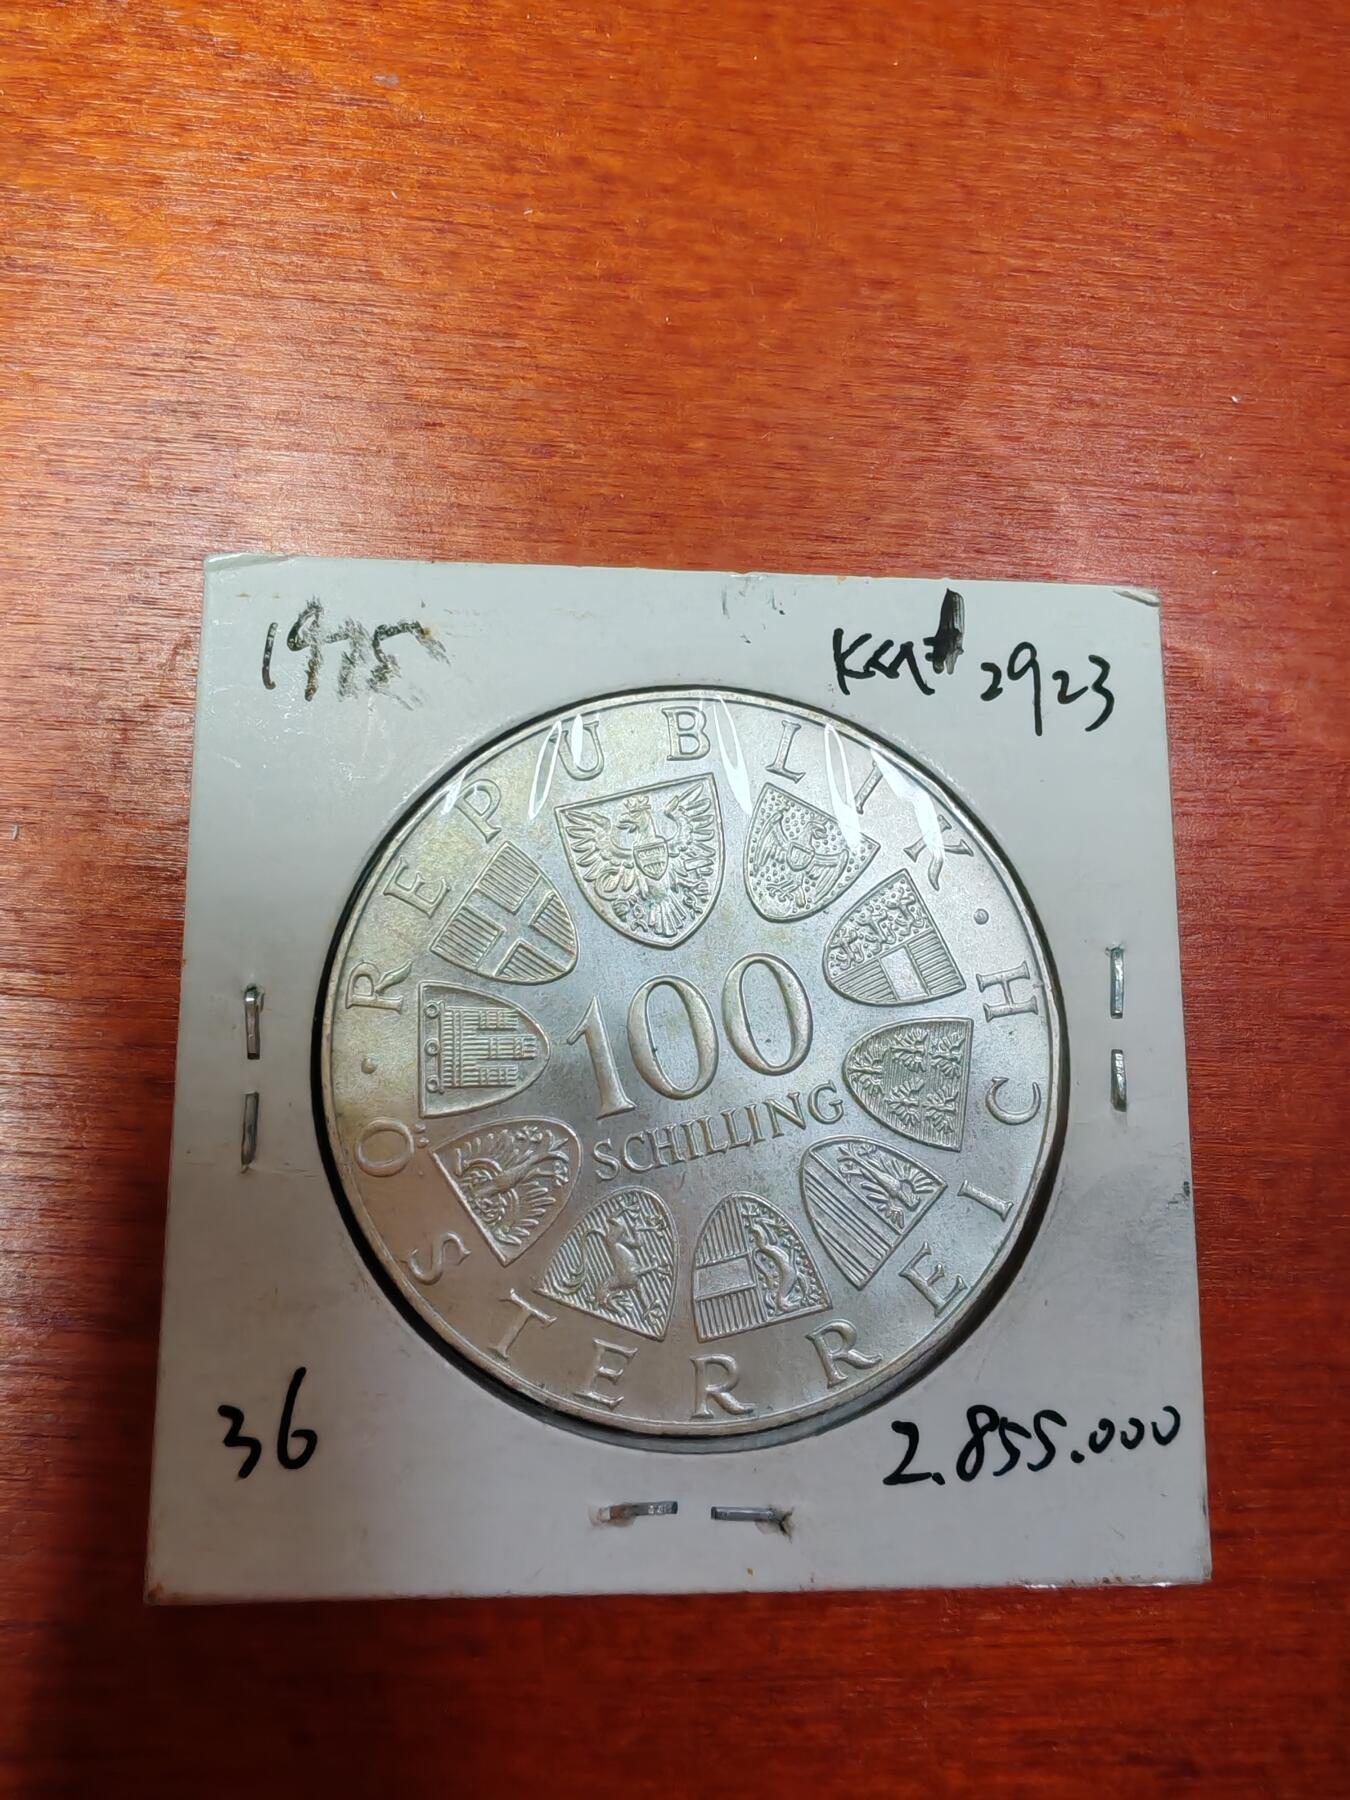 1975
KM# 2923
REPUBLIK · ÖSTERREICH ·
100
SCHILLING
36
2.855.000